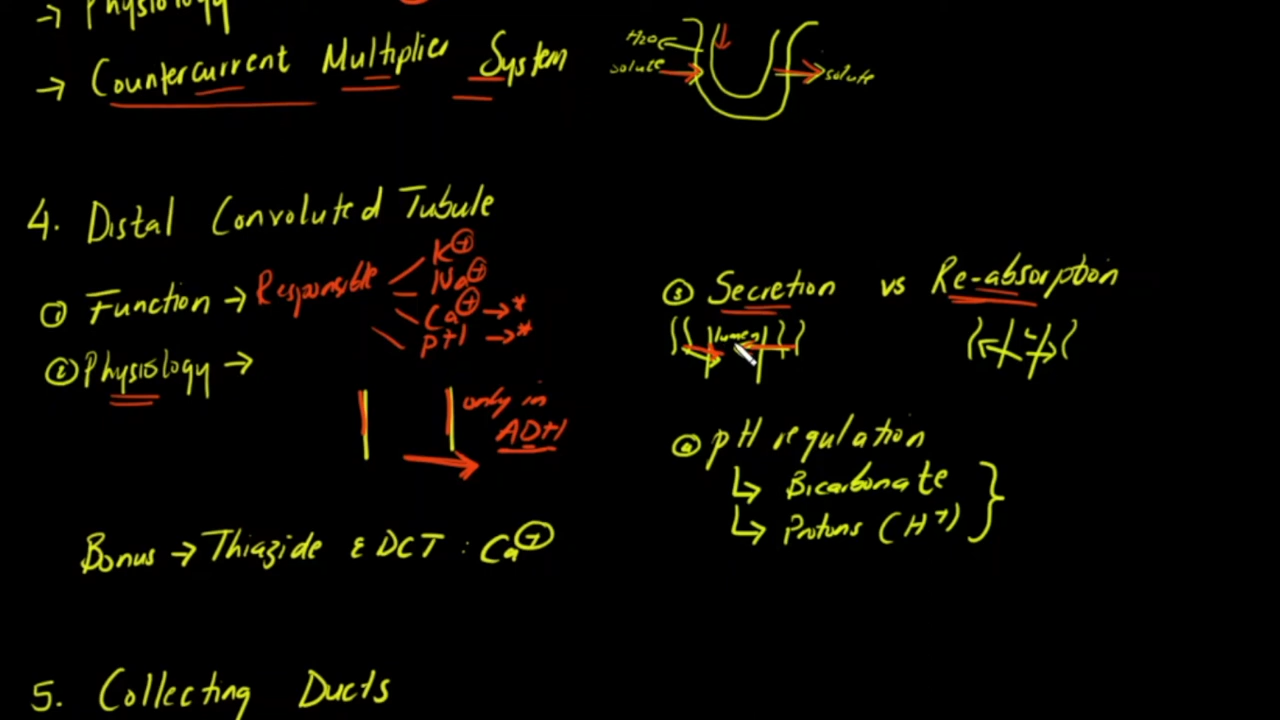 → Physiology
→ Countercurrent Multiplier System
H2O
solute
solute
4. Distal Convoluted Tubule
① Function → Responsible
K⁺
Na⁺
Ca⁺ → *
pH → *
② Physiology →
only in
ADH
Bonus → Thiazide & DCT : Ca⁺
③ Secretion vs Re-absorption
lumen
④ pH regulation
↳ Bicarbonate
↳ Protons (H⁺)
5. Collecting Ducts